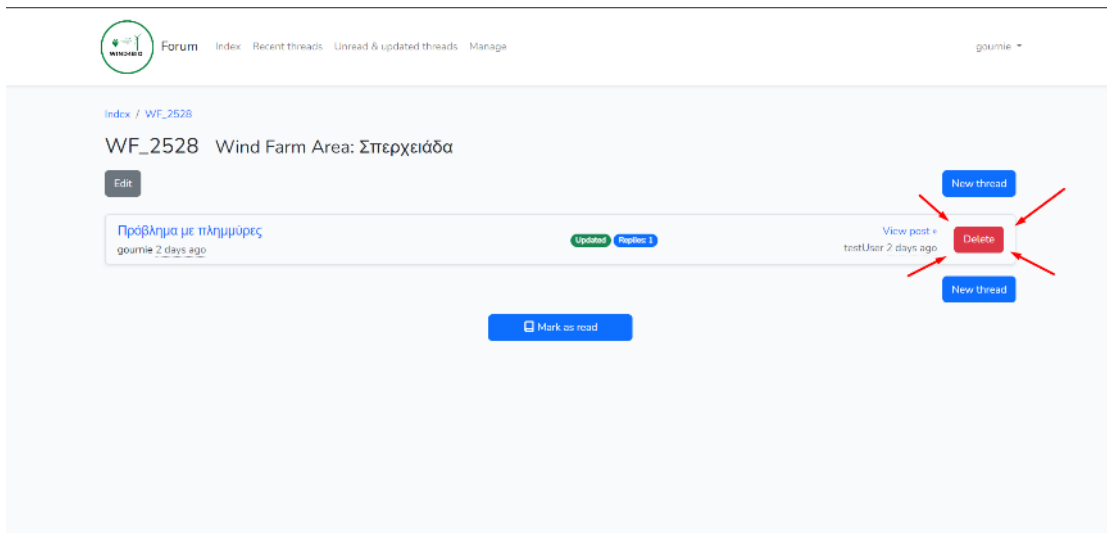 WIND4BIO
Forum Index Recent threads Unread & updated threads Manage
gournie
Index / WF_2528
WF_2528 Wind Farm Area: Σπερχειάδα
Edit
New thread
Πρόβλημα με πλημμύρες
gournie 2 days ago
Updated Replies: 1
View post »
testUser 2 days ago
Delete
New thread
Mark as read